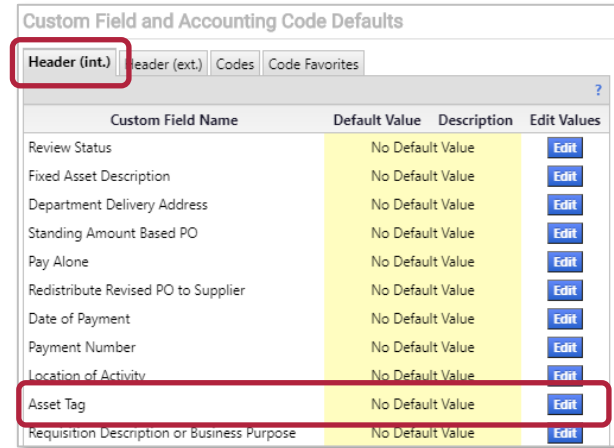 Custom Field and Accounting Code Defaults
Header (int.) Header (ext.) Codes Code Favorites
?
Custom Field Name Default Value Description Edit Values
Review Status No Default Value Edit
Fixed Asset Description No Default Value Edit
Department Delivery Address No Default Value Edit
Standing Amount Based PO No Default Value Edit
Pay Alone No Default Value Edit
Redistribute Revised PO to Supplier No Default Value Edit
Date of Payment No Default Value Edit
Payment Number No Default Value Edit
Location of Activity No Default Value Edit
Asset Tag No Default Value Edit
Requisition Description or Business Purpose No Default Value Edit